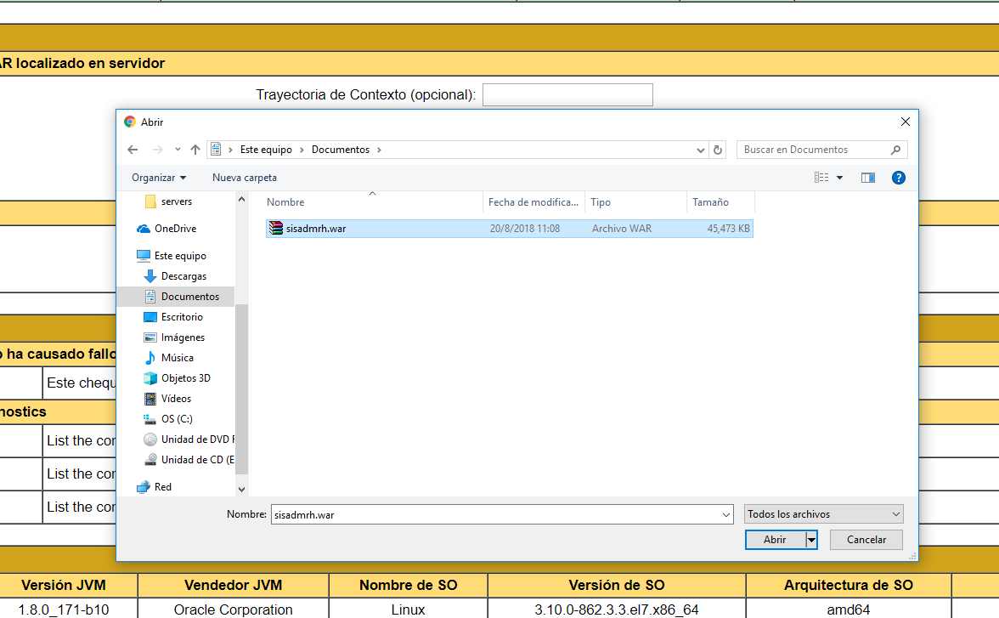 AR localizado en servidor
Trayectoria de Contexto (opcional):
Abrir
Este equipo > Documentos >
Buscar en Documentos
Organizar
Nueva carpeta
servers
OneDrive
Este equipo
Descargas
Documentos
Escritorio
Imágenes
Música
Objetos 3D
Vídeos
OS (C:)
Unidad de DVD
Unidad de CD (E
Red
Nombre
Fecha de modifica...
Tipo
Tamaño
sisadmrh.war
20/8/2018 11:08
Archivo WAR
45,473 KB
ha causado fallo
Este chequ
nostics
List the cor
List the cor
List the cor
Nombre:
sisadmrh.war
Todos los archivos
Abrir
Cancelar
Versión JVM
Vendedor JVM
Nombre de SO
Versión de SO
Arquitectura de SO
1.8.0_171-b10
Oracle Corporation
Linux
3.10.0-862.3.3.el7.x86_64
amd64